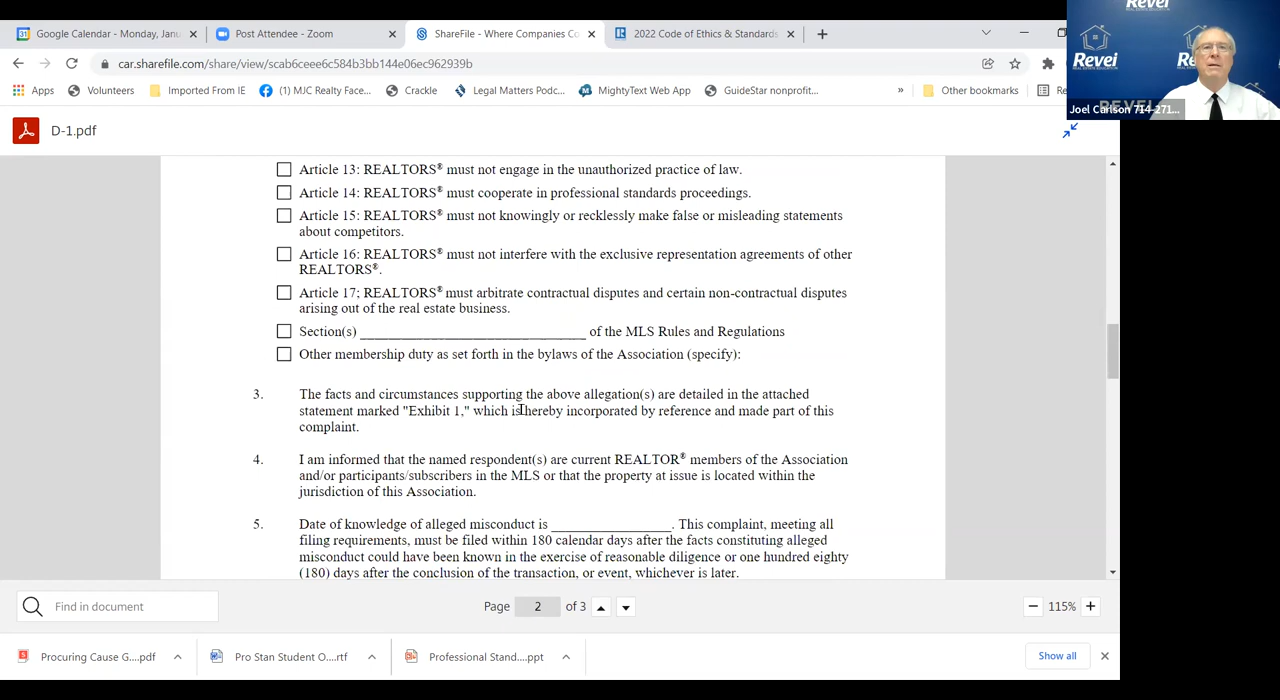 Google Calendar - Monday, Janu
Post Attendee - Zoom
ShareFile - Where Companies Co
2022 Code of Ethics & Standards
car.sharefile.com/share/view/scab6ceee6c584b3bb144e06ec962939b
Apps
Volunteers
Imported From IE
(1) MJC Realty Face...
Crackle
Legal Matters Podc...
MightyText Web App
GuideStar nonprofit...
»
Other bookmarks
Re
Revei
Revei
REAL ESTATE EDUCATION
Joel Carlson 714-271...
D-1.pdf
Article 13: REALTORS® must not engage in the unauthorized practice of law.
Article 14: REALTORS® must cooperate in professional standards proceedings.
Article 15: REALTORS® must not knowingly or recklessly make false or misleading statements
about competitors.
Article 16: REALTORS® must not interfere with the exclusive representation agreements of other
REALTORS®.
Article 17; REALTORS® must arbitrate contractual disputes and certain non-contractual disputes
arising out of the real estate business.
Section(s) ______________________________ of the MLS Rules and Regulations
Other membership duty as set forth in the bylaws of the Association (specify):
3. The facts and circumstances supporting the above allegation(s) are detailed in the attached
statement marked "Exhibit 1," which is hereby incorporated by reference and made part of this
complaint.
4. I am informed that the named respondent(s) are current REALTOR® members of the Association
and/or participants/subscribers in the MLS or that the property at issue is located within the
jurisdiction of this Association.
5. Date of knowledge of alleged misconduct is ________________. This complaint, meeting all
filing requirements, must be filed within 180 calendar days after the facts constituting alleged
misconduct could have been known in the exercise of reasonable diligence or one hundred eighty
(180) days after the conclusion of the transaction, or event, whichever is later.
Find in document
Page 2 of 3
115%
Procuring Cause G....pdf
Pro Stan Student O....rtf
Professional Stand....ppt
Show all